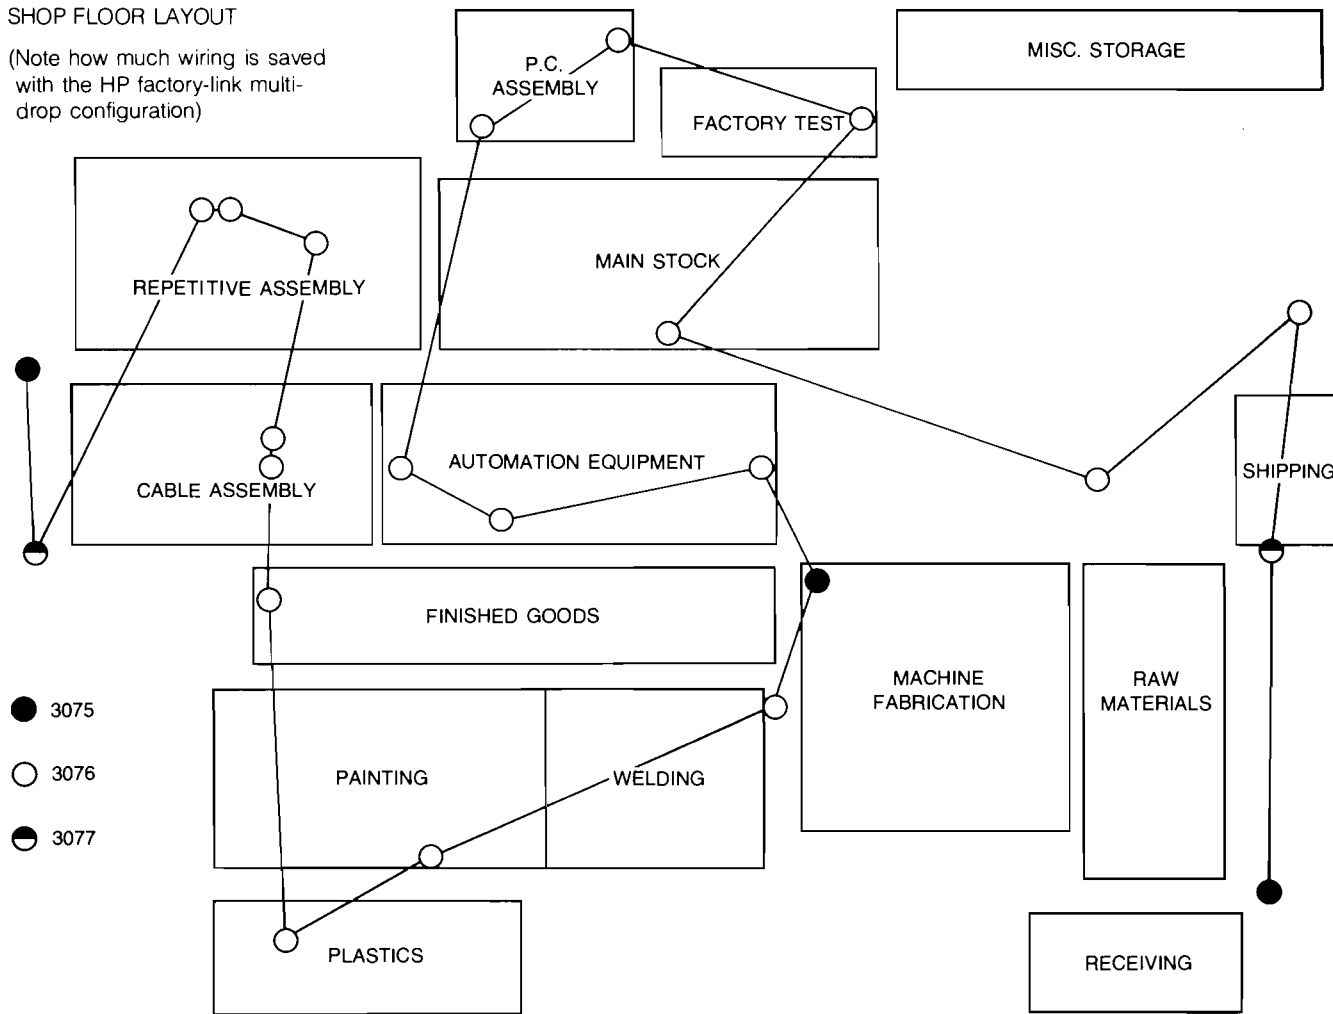 SHOP FLOOR LAYOUT
(Note how much wiring is saved
with the HP factory-link multi-
drop configuration)
P.C.
ASSEMBLY
FACTORY TEST
MISC. STORAGE
REPETITIVE ASSEMBLY
MAIN STOCK
CABLE ASSEMBLY
AUTOMATION EQUIPMENT
SHIPPING
FINISHED GOODS
MACHINE
FABRICATION
RAW
MATERIALS
3075
3076
3077
PAINTING
WELDING
PLASTICS
RECEIVING